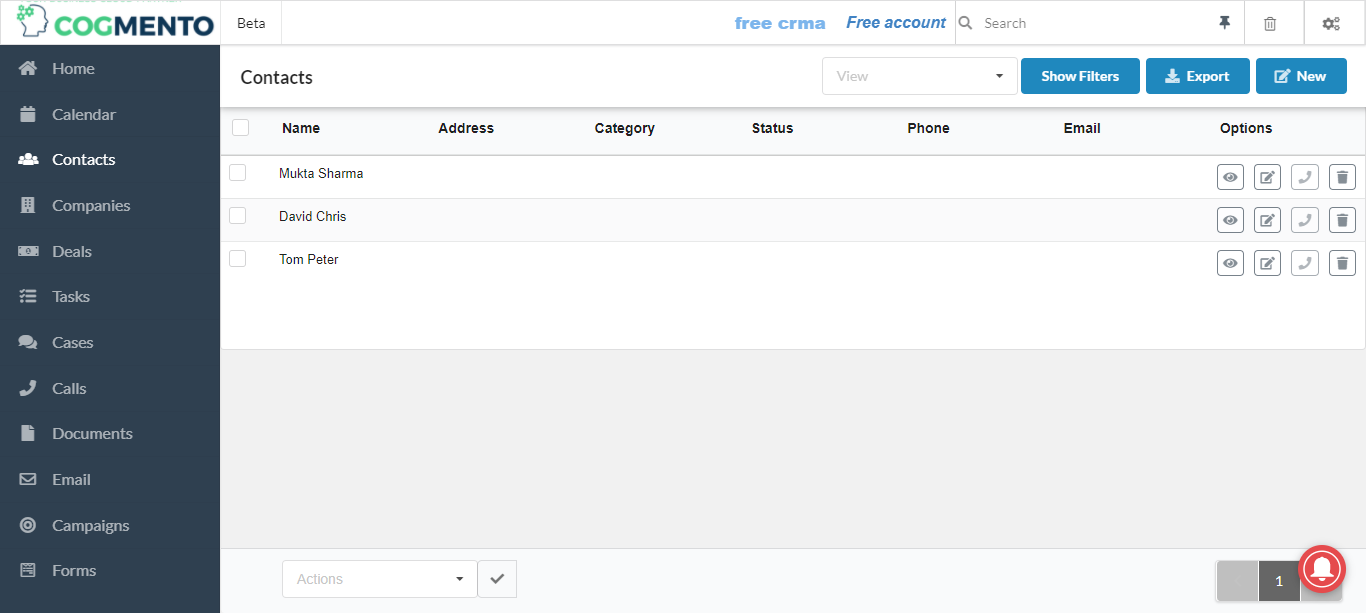 COGMENTO
Beta
free crma
Free account
Search
Home
Calendar
Contacts
Companies
Deals
Tasks
Cases
Calls
Documents
Email
Campaigns
Forms
Contacts
View
Show Filters
Export
New
Name Address Category Status Phone Email Options
Mukta Sharma
David Chris
Tom Peter
Actions
1